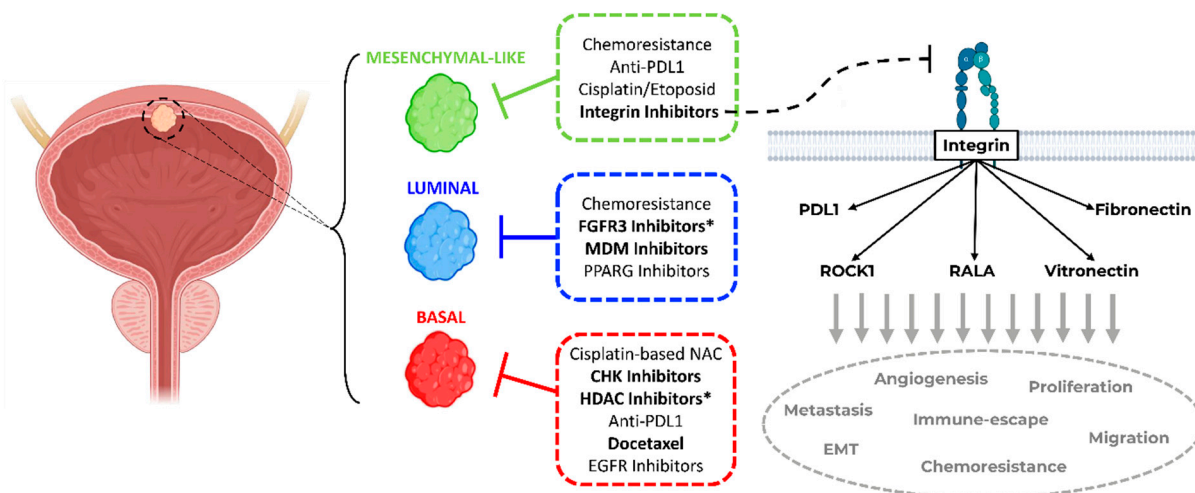 MESENCHYMAL-LIKE
Chemoresistance
Anti-PDL1
Cisplatin/Etoposid
Integrin Inhibitors
LUMINAL
Chemoresistance
FGFR3 Inhibitors*
MDM Inhibitors
PPARG Inhibitors
BASAL
Cisplatin-based NAC
CHK Inhibitors
HDAC Inhibitors*
Anti-PDL1
Docetaxel
EGFR Inhibitors
α β
Integrin
PDL1
Fibronectin
ROCK1
RALA
Vitronectin
Angiogenesis
Proliferation
Metastasis
Immune-escape
Migration
EMT
Chemoresistance